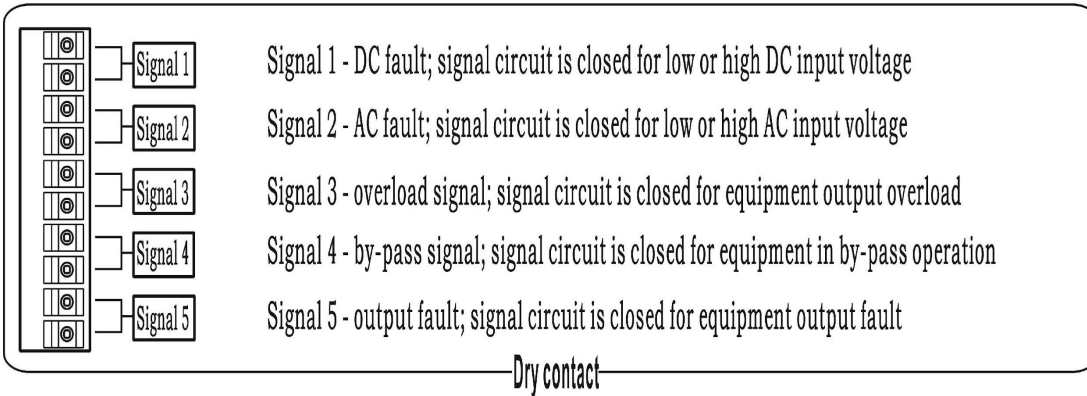 Signal 1
Signal 1 - DC fault; signal circuit is closed for low or high DC input voltage
Signal 2
Signal 2 - AC fault; signal circuit is closed for low or high AC input voltage
Signal 3
Signal 3 - overload signal; signal circuit is closed for equipment output overload
Signal 4
Signal 4 - by-pass signal; signal circuit is closed for equipment in by-pass operation
Signal 5
Signal 5 - output fault; signal circuit is closed for equipment output fault
Dry contact